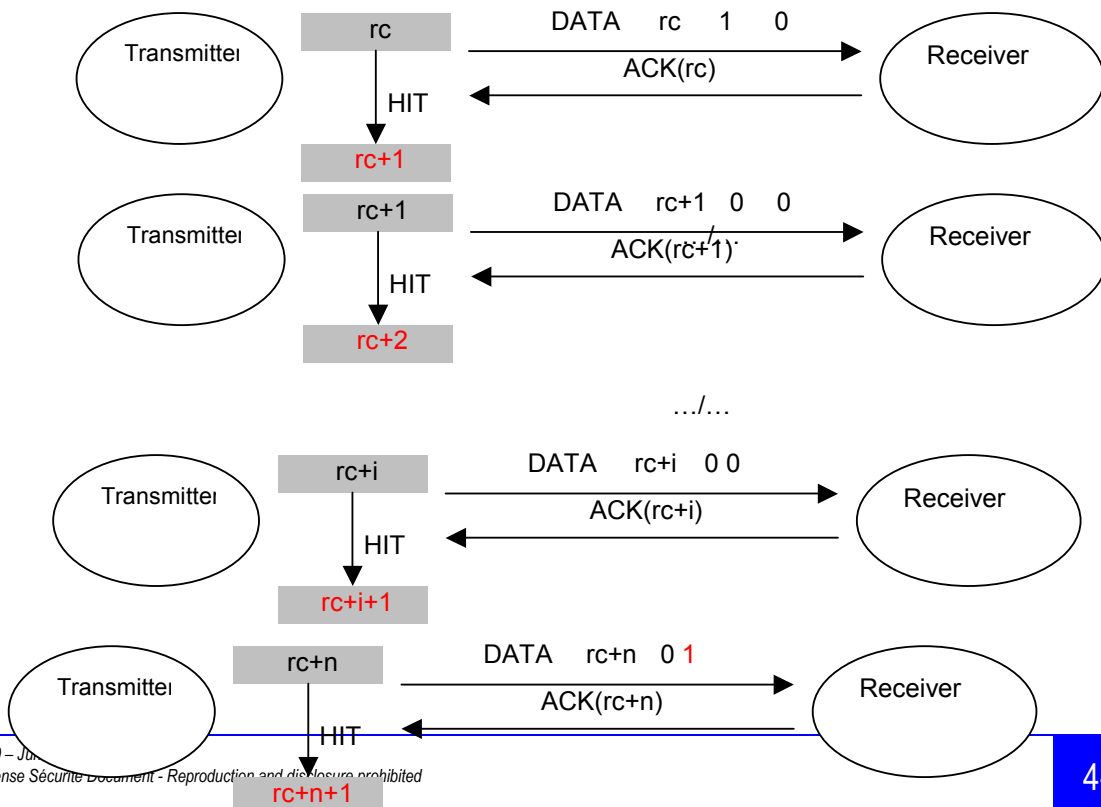 rc
DATA rc 1 0
Transmitter
Receiver
ACK(rc)
HIT
rc+1
rc+1
DATA rc+1 0 0
Transmitter
Receiver
…/…
ACK(rc+1)
HIT
rc+2
…/…
rc+i
DATA rc+i 0 0
Transmitter
Receiver
ACK(rc+i)
HIT
rc+i+1
rc+n
DATA rc+n 0 1
Transmitter
Receiver
ACK(rc+n)
HIT
Sécurité Document - Reproduction and disclosure prohibited
rc+n+1